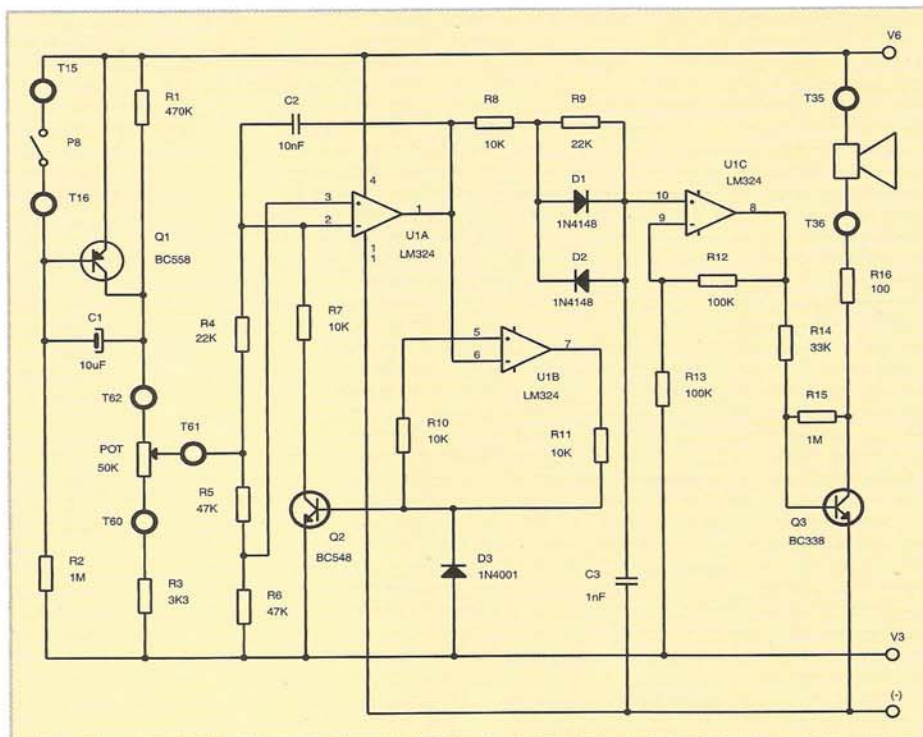 V6
T15
R1
470K
C2
10nF
R8
10K
R9
22K
T35
P8
T16
4
3
2
1
1
1
U1A
LM324
D1
1N4148
10
9
8
U1C
LM324
Q1
BC558
T36
D2
1N4148
R12
100K
R16
100
C1
10uF
R4
22K
R7
10K
5
6
7
U1B
LM324
R14
33K
T62
R13
100K
R15
1M
T61
POT
50K
R10
10K
R11
10K
R5
47K
T60
Q2
BC548
Q3
BC338
R2
1M
R3
3K3
R6
47K
D3
1N4001
C3
1nF
V3
(-)
+
-
+
-
+
-